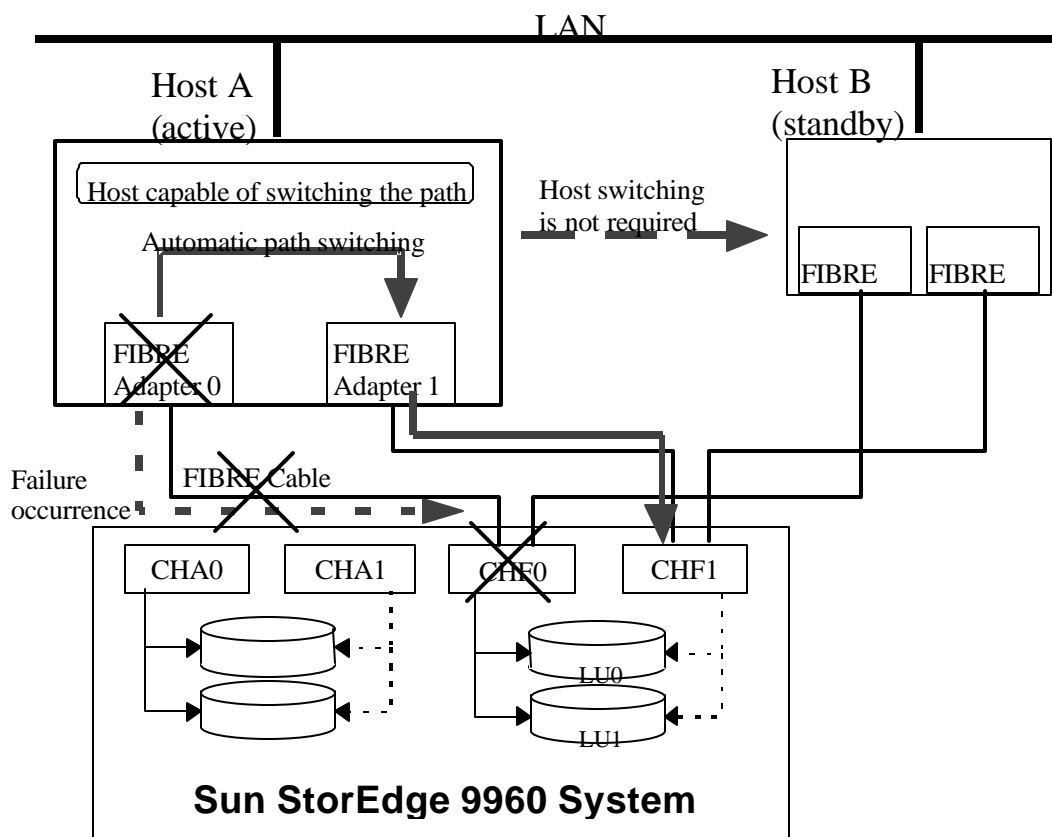 LAN
Host A
(active)
Host B
(standby)
Host capable of switching the path
Automatic path switching
Host switching
is not required
FIBRE
FIBRE
FIBRE
Adapter 0
FIBRE
Adapter 1
Failure
occurrence
FIBRE Cable
CHA0
CHA1
CHF0
CHF1
LU0
LU1
Sun StorEdge 9960 System